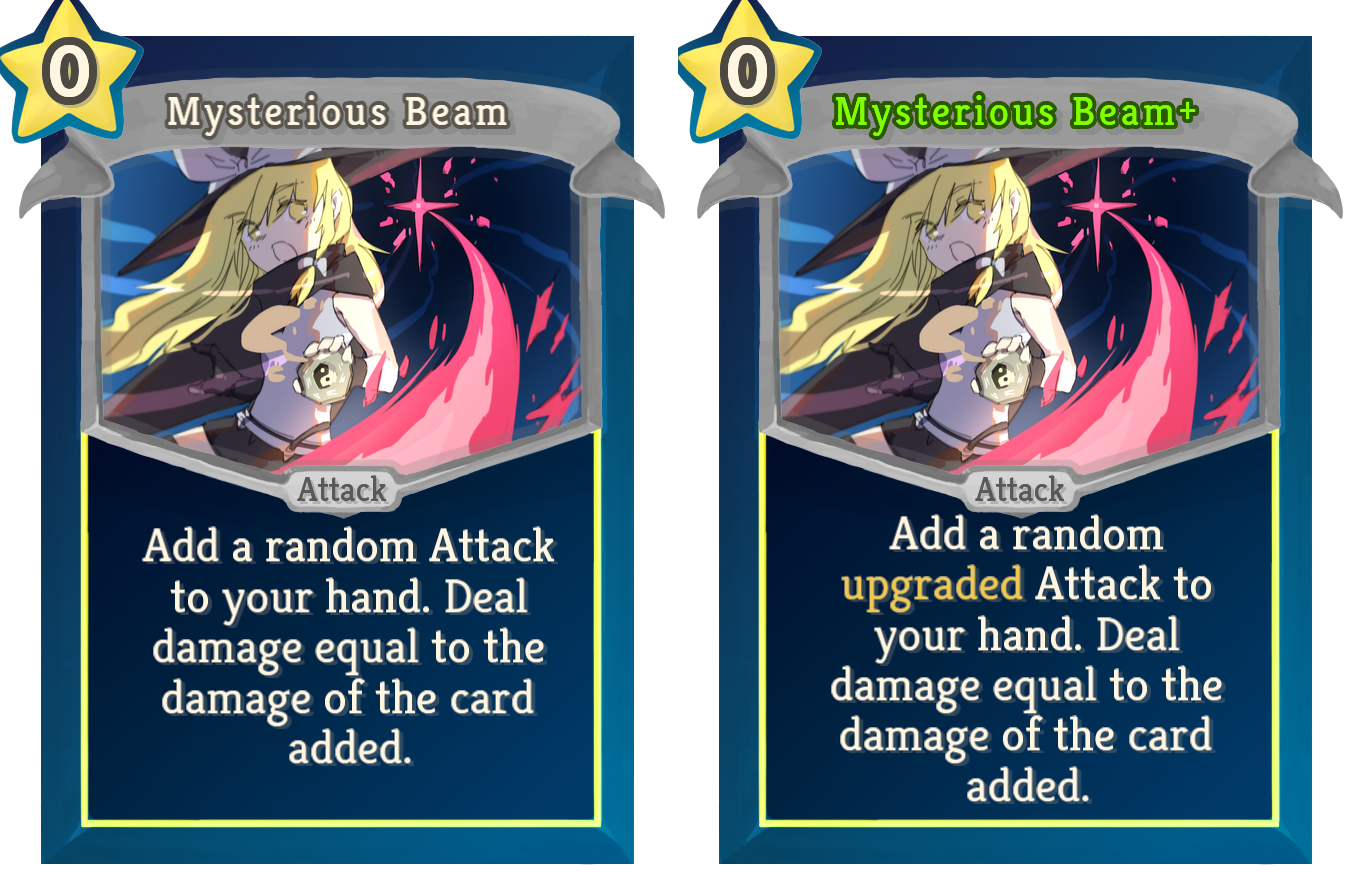 0
Mysterious Beam
Attack
Add a random Attack
to your hand. Deal
damage equal to the
damage of the card
added.
0
Mysterious Beam+
Attack
Add a random
upgraded Attack to
your hand. Deal
damage equal to the
damage of the card
added.